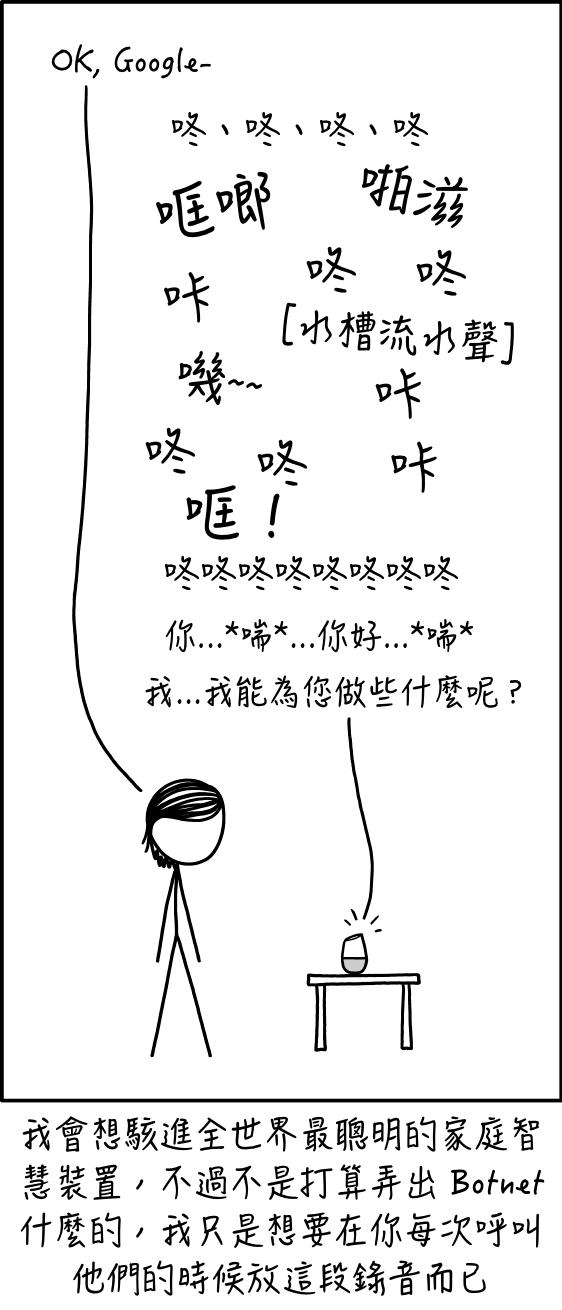 OK, Google-
咚、咚、咚、咚
哐啷 啪滋
咚 咚
咔
[水槽流水聲]
嘰~~ 咔
咚 咚 咔
哐！
咚咚咚咚咚咚咚咚
你...*喘*...你好...*喘*
我...我能為您做些什麼呢？
我會想駭進全世界最聰明的家庭智
慧裝置，不過不是打算弄出 Botnet
什麼的，我只是想要在你每次呼叫
他們的時候放這段錄音而已